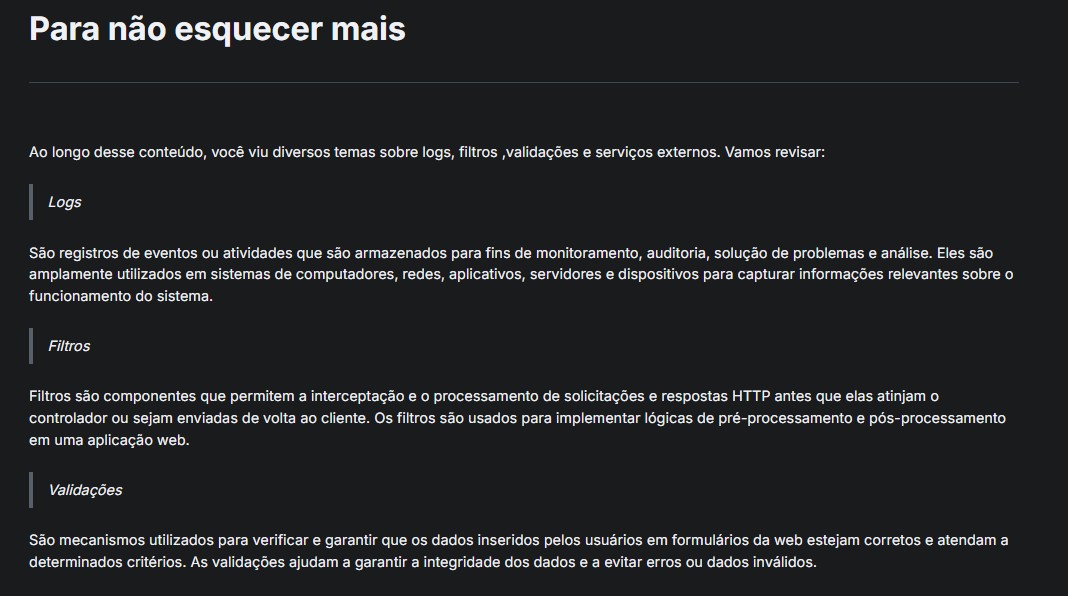 Para não esquecer mais
Ao longo desse conteúdo, você viu diversos temas sobre logs, filtros ,validações e serviços externos. Vamos revisar:
Logs
São registros de eventos ou atividades que são armazenados para fins de monitoramento, auditoria, solução de problemas e análise. Eles são
amplamente utilizados em sistemas de computadores, redes, aplicativos, servidores e dispositivos para capturar informações relevantes sobre o
funcionamento do sistema.
Filtros
Filtros são componentes que permitem a interceptação e o processamento de solicitações e respostas HTTP antes que elas atinjam o
controlador ou sejam enviadas de volta ao cliente. Os filtros são usados para implementar lógicas de pré-processamento e pós-processamento
em uma aplicação web.
Validações
São mecanismos utilizados para verificar e garantir que os dados inseridos pelos usuários em formulários da web estejam corretos e atendam a
determinados critérios. As validações ajudam a garantir a integridade dos dados e a evitar erros ou dados inválidos.